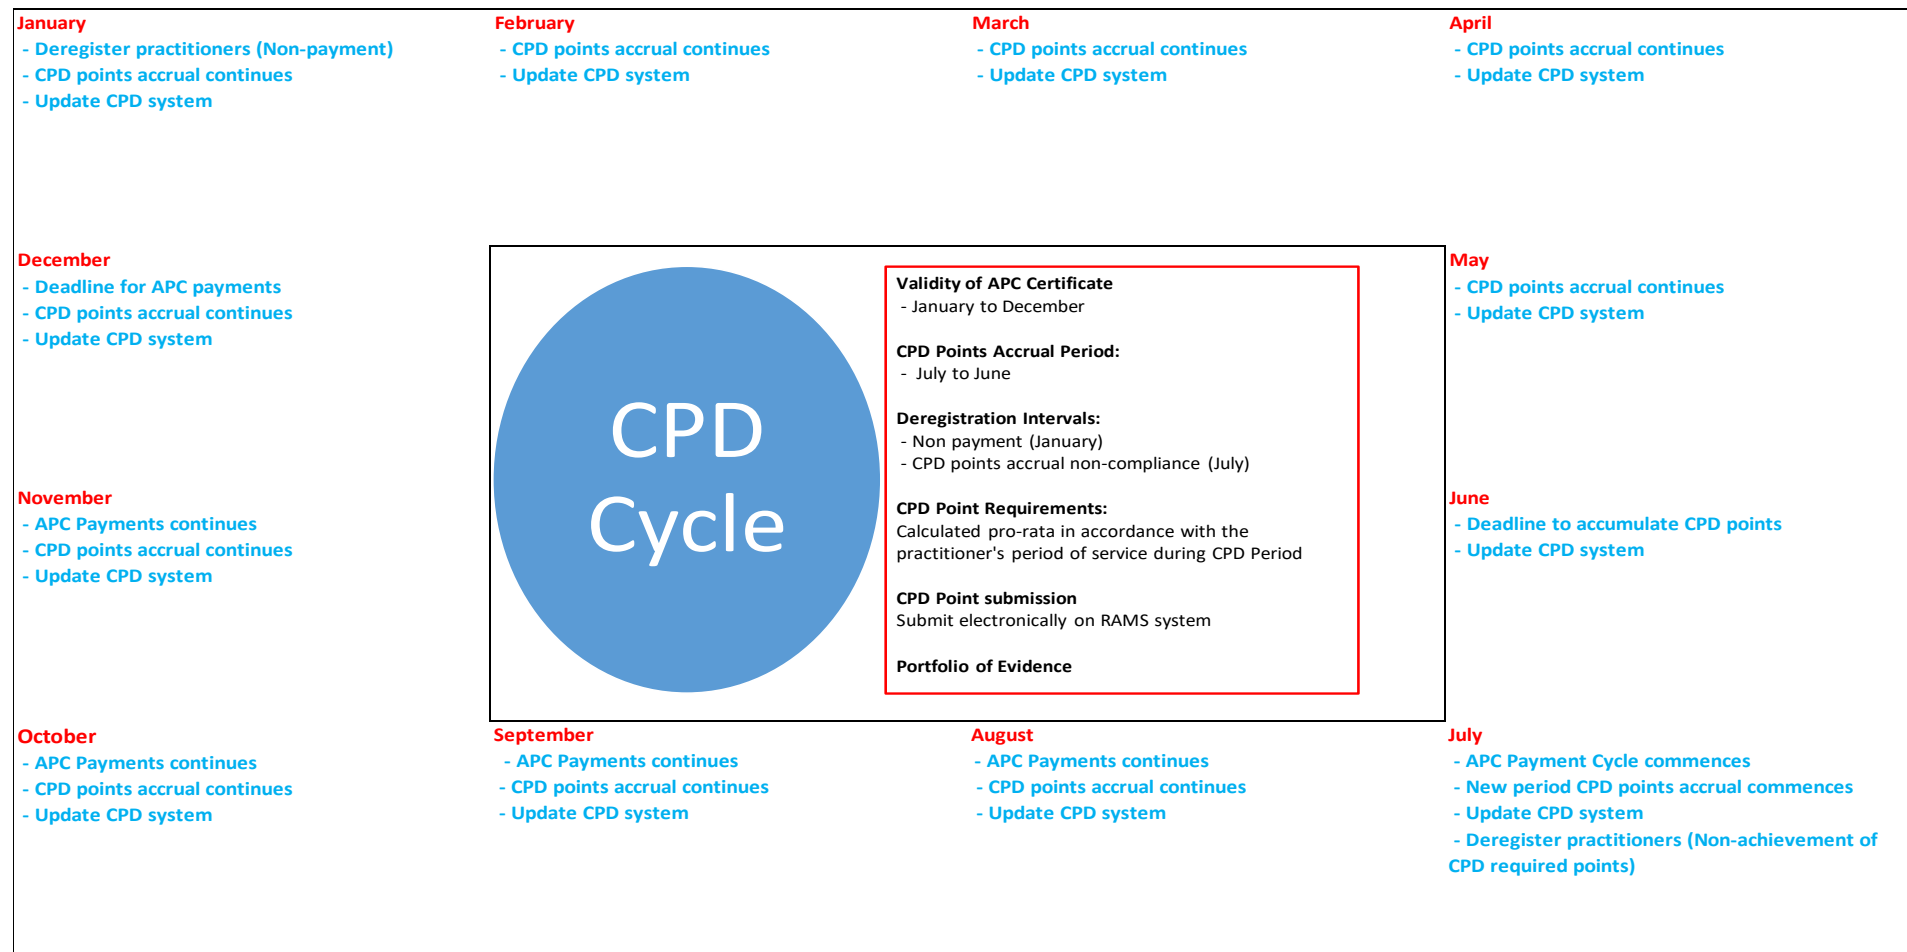 January
- Deregister practitioners (Non-payment)
- CPD points accrual continues
- Update CPD system
February
- CPD points accrual continues
- Update CPD system
March
- CPD points accrual continues
- Update CPD system
April
- CPD points accrual continues
- Update CPD system
December
- Deadline for APC payments
- CPD points accrual continues
- Update CPD system
CPD
Cycle
Validity of APC Certificate
- January to December
CPD Points Accrual Period:
- July to June
Deregistration Intervals:
- Non payment (January)
- CPD points accrual non-compliance (July)
CPD Point Requirements:
Calculated pro-rata in accordance with the
practitioner's period of service during CPD Period
CPD Point submission
Submit electronically on RAMS system
Portfolio of Evidence
May
- CPD points accrual continues
- Update CPD system
November
- APC Payments continues
- CPD points accrual continues
- Update CPD system
June
- Deadline to accumulate CPD points
- Update CPD system
October
- APC Payments continues
- CPD points accrual continues
- Update CPD system
September
- APC Payments continues
- CPD points accrual continues
- Update CPD system
August
- APC Payments continues
- CPD points accrual continues
- Update CPD system
July
- APC Payment Cycle commences
- New period CPD points accrual commences
- Update CPD system
- Deregister practitioners (Non-achievement of
CPD required points)